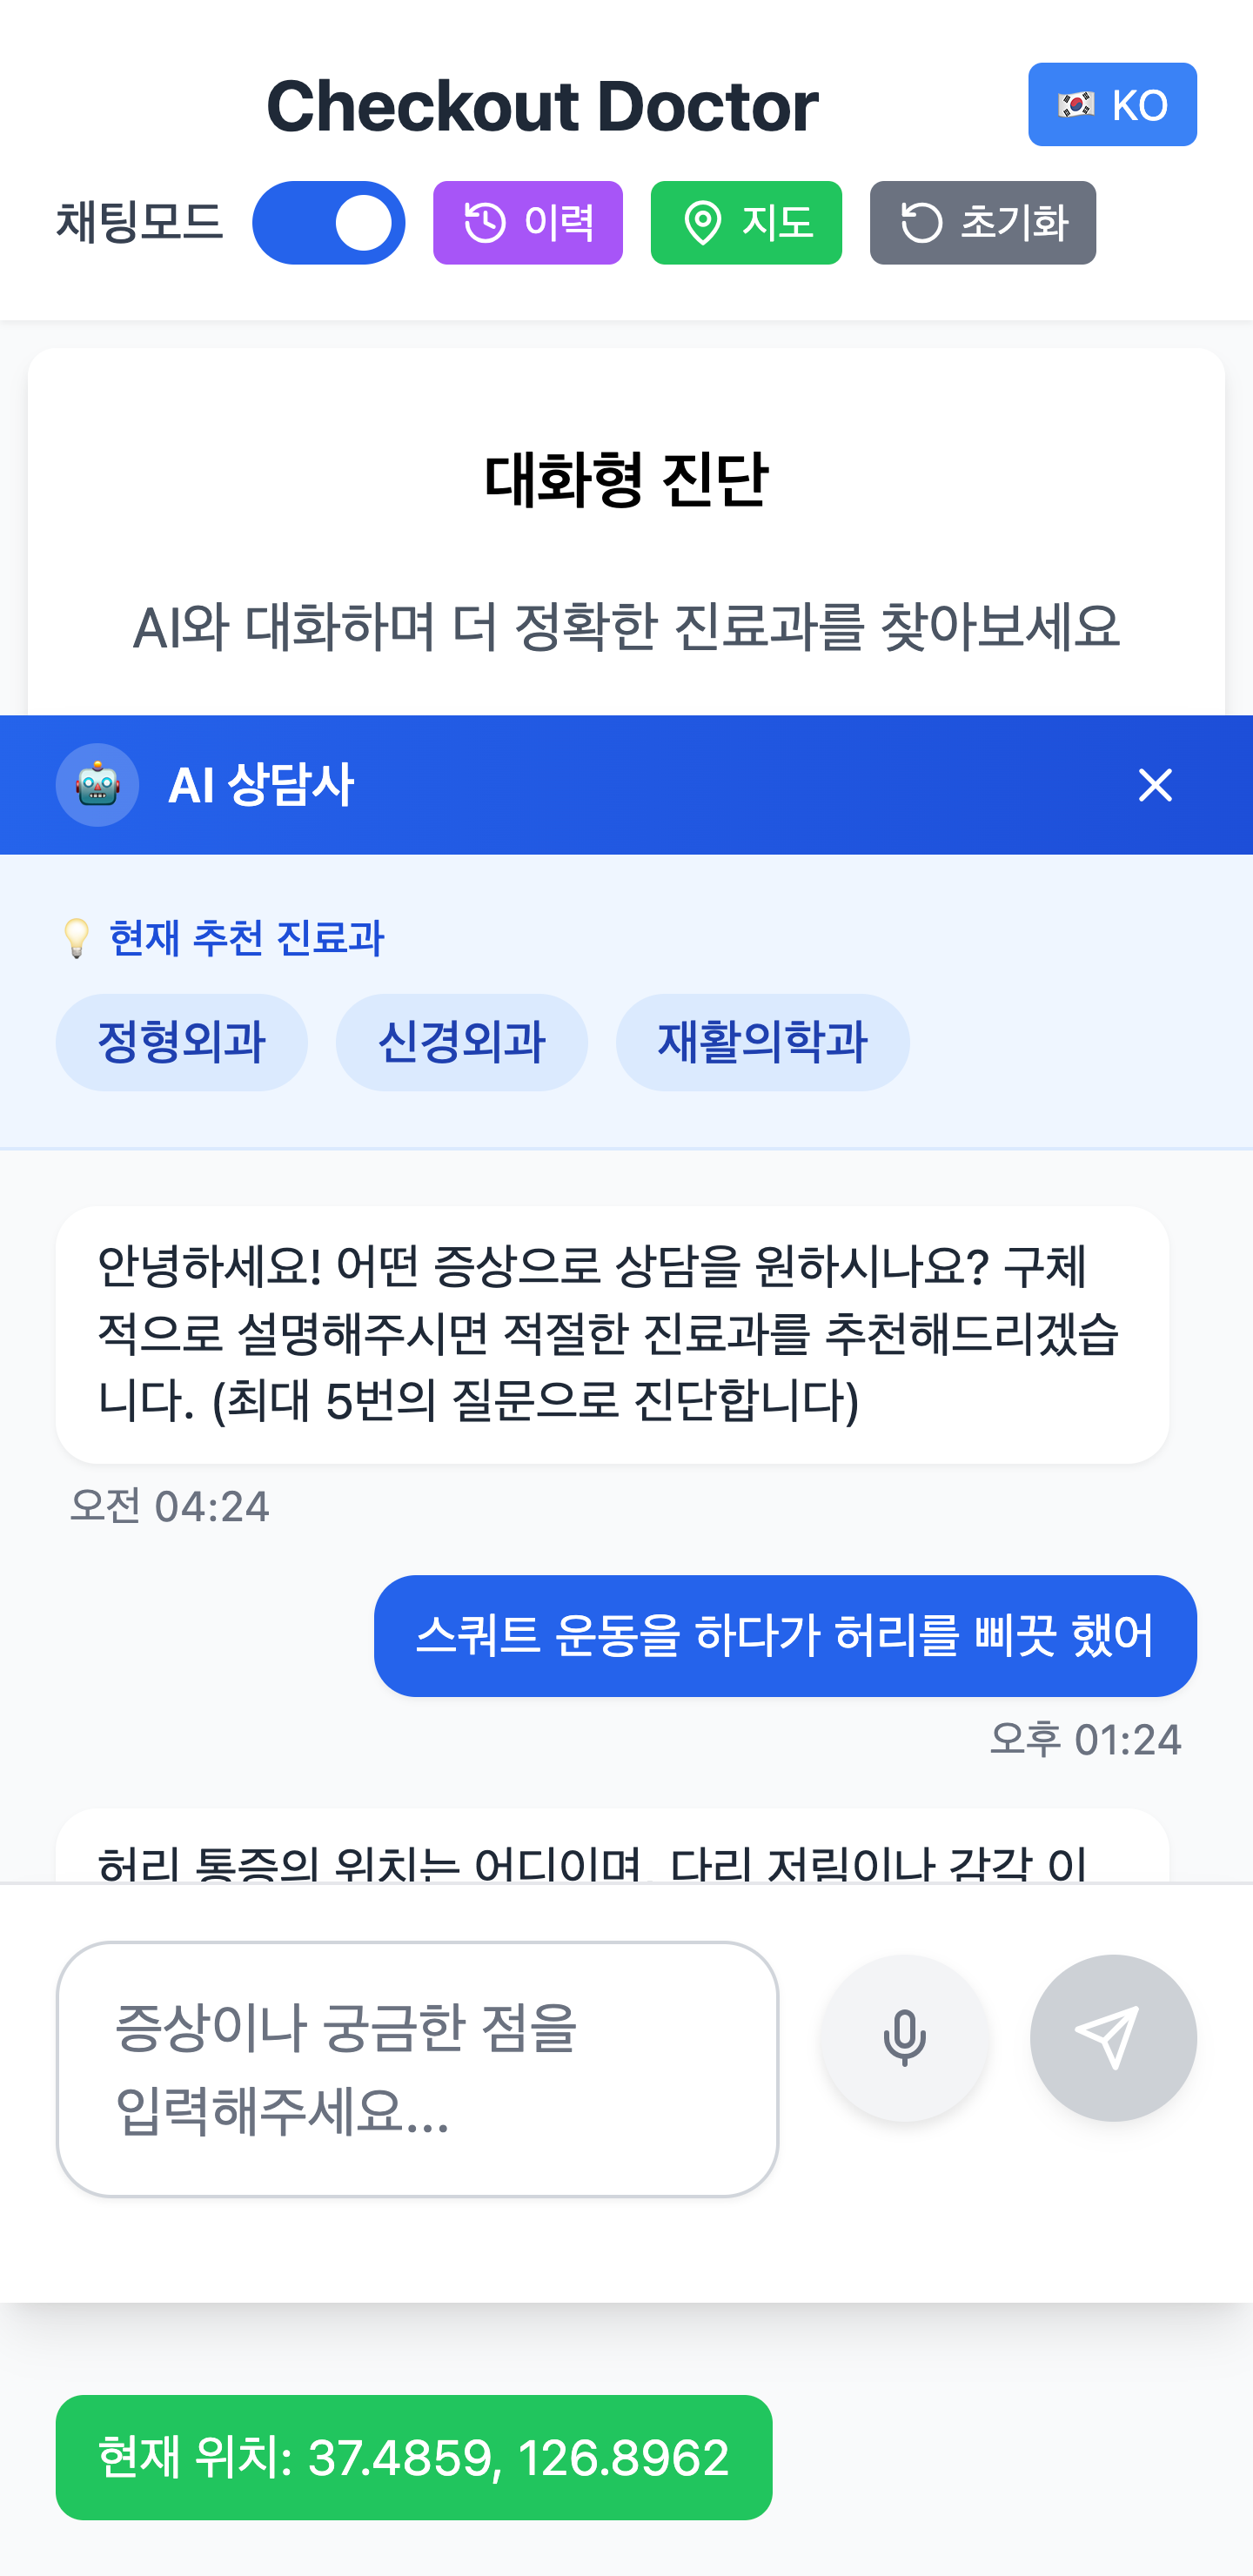 Checkout Doctor
🇰🇷 KO
채팅모드
이력
지도
초기화
대화형 진단
AI와 대화하며 더 정확한 진료과를 찾아보세요
🤖 AI 상담사
💡 현재 추천 진료과
정형외과
신경외과
재활의학과
안녕하세요! 어떤 증상으로 상담을 원하시나요? 구체
적으로 설명해주시면 적절한 진료과를 추천해드리겠습
니다. (최대 5번의 질문으로 진단합니다)
오전 04:24
스쿼트 운동을 하다가 허리를 삐끗 했어
오후 01:24
허리 통증의 위치는 어디이며, 다리 저림이나 감각 이
증상이나 궁금한 점을
입력해주세요...
현재 위치: 37.4859, 126.8962